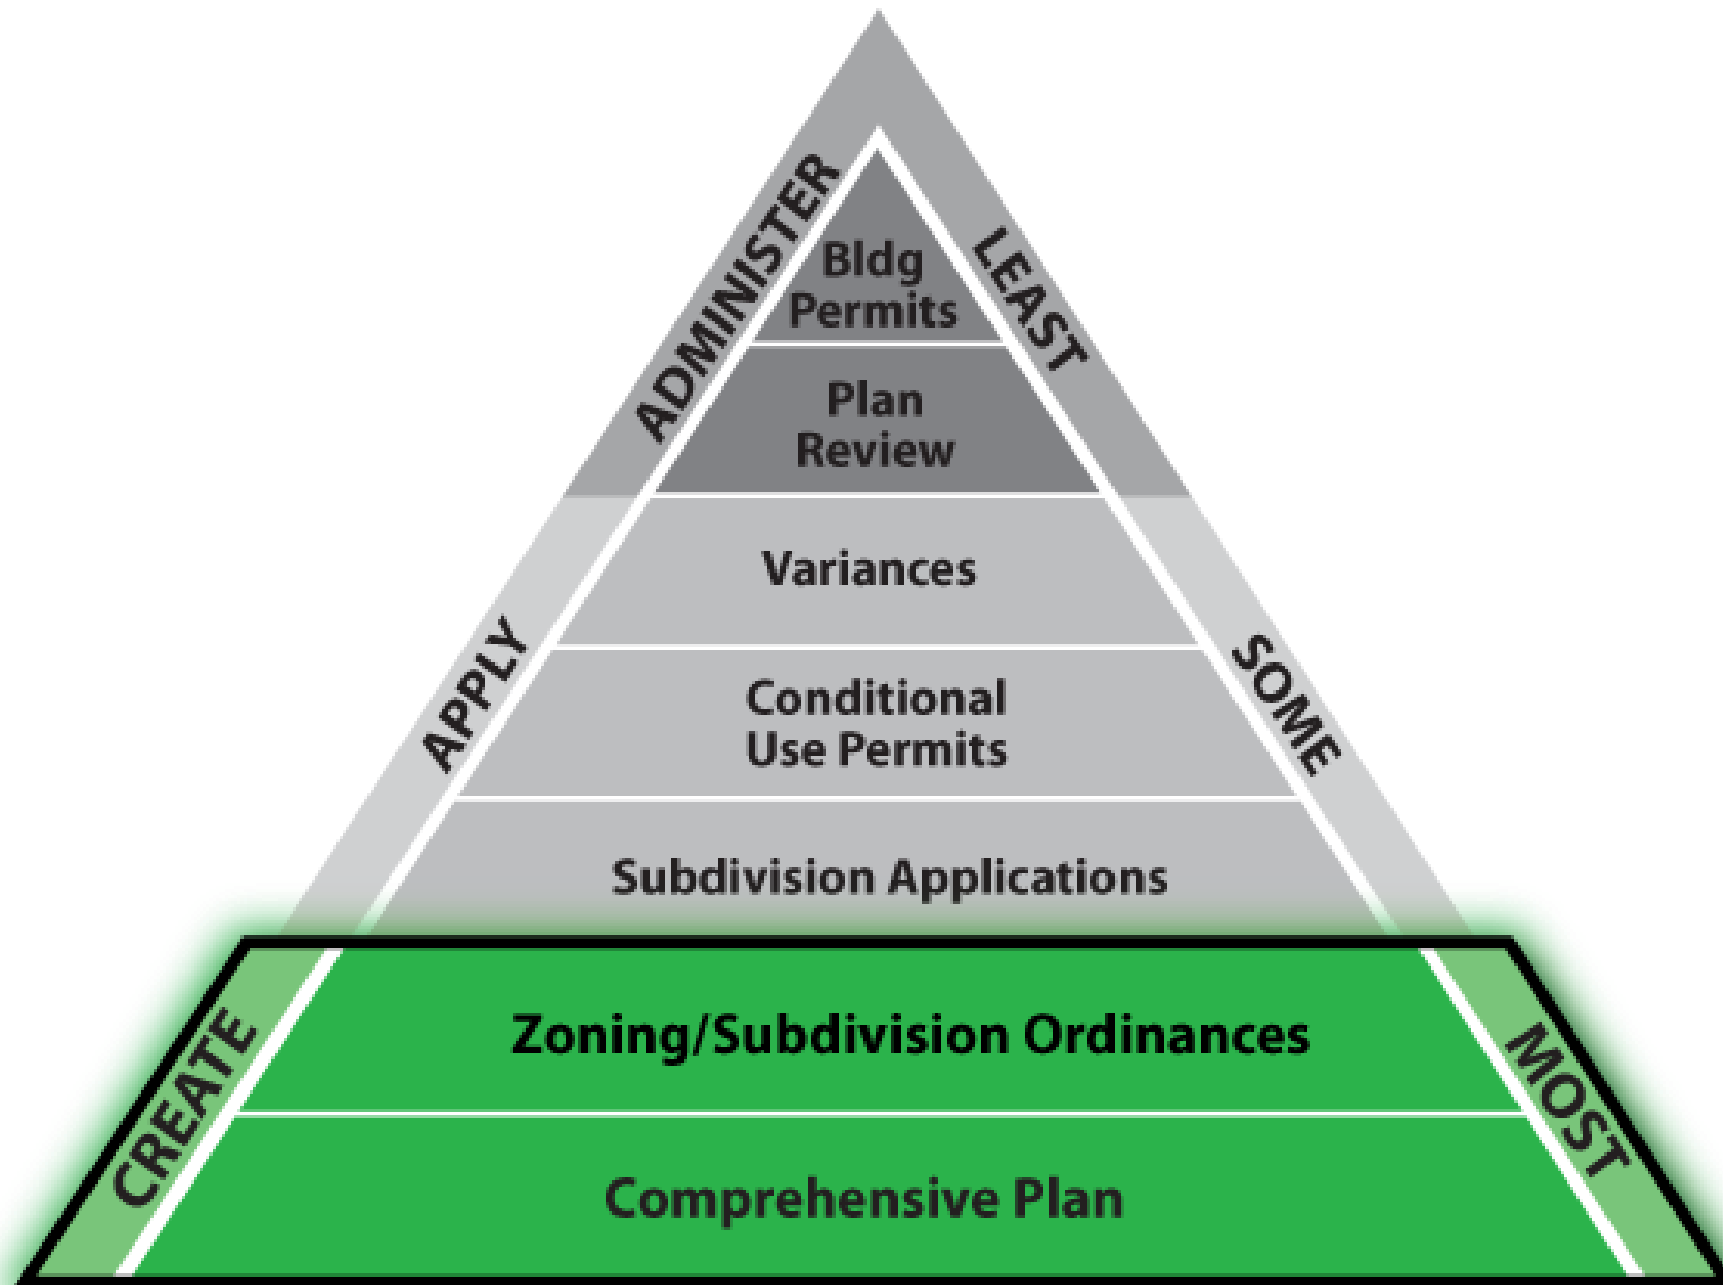 ADMINISTER
LEAST
Bldg
Permits
Plan
Review
APPLY
SOME
Variances
Conditional
Use Permits
Subdivision Applications
CREATE
MOST
Zoning/Subdivision Ordinances
Comprehensive Plan